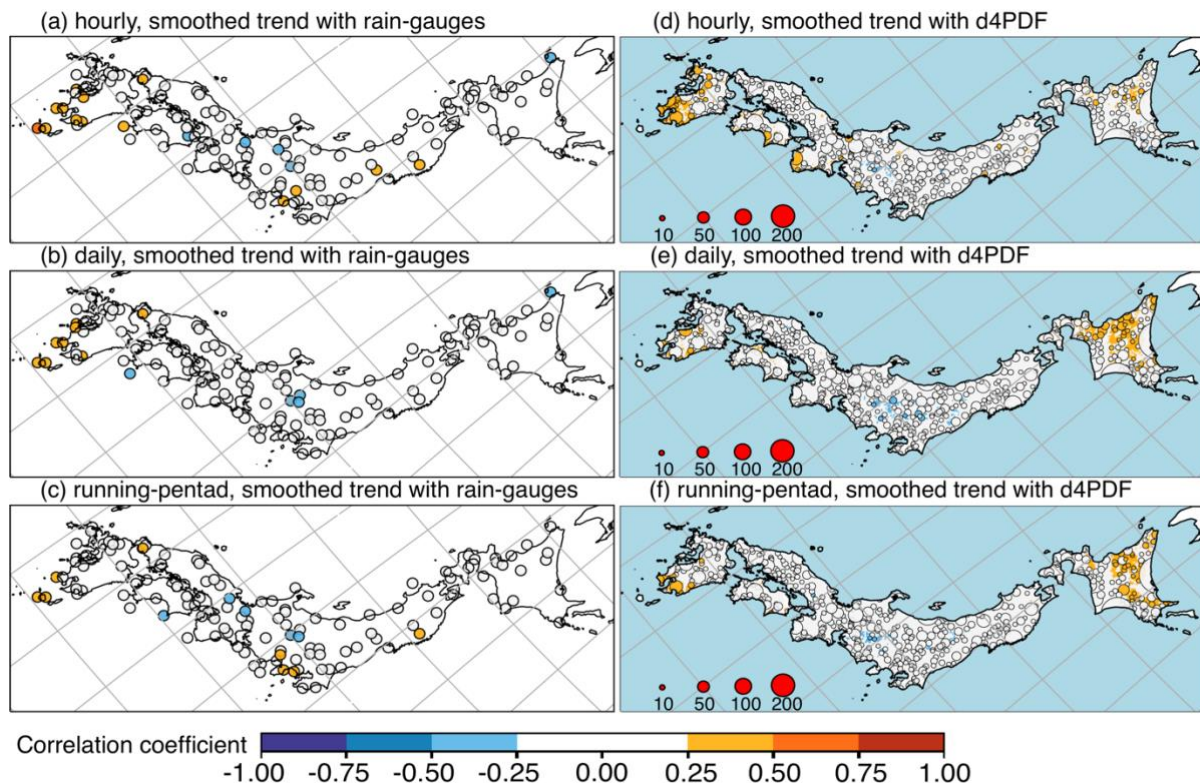 (a) hourly, smoothed trend with rain-gauges
(d) hourly, smoothed trend with d4PDF
10 50 100 200
(b) daily, smoothed trend with rain-gauges
(e) daily, smoothed trend with d4PDF
10 50 100 200
(c) running-pentad, smoothed trend with rain-gauges
(f) running-pentad, smoothed trend with d4PDF
10 50 100 200
Correlation coefficient
-1.00 -0.75 -0.50 -0.25 0.00 0.25 0.50 0.75 1.00